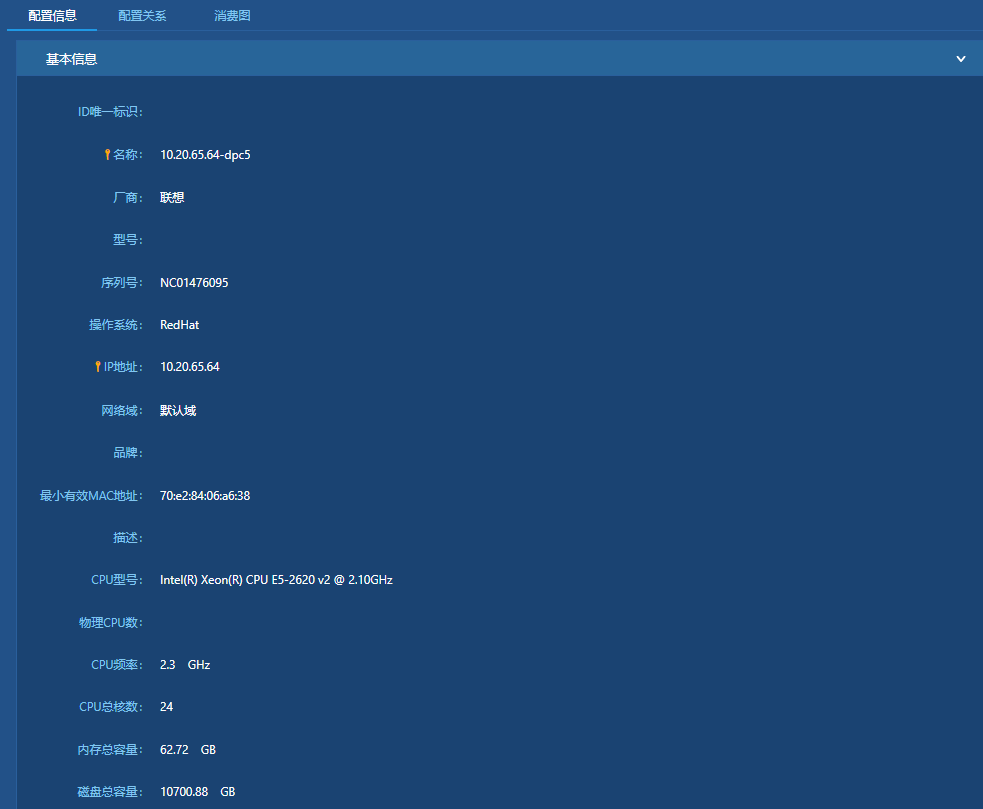 配置信息 配置关系 消费图
基本信息
ID唯一标识：
名称： 10.20.65.64-dpc5
厂商： 联想
型号：
序列号： NC01476095
操作系统： RedHat
IP地址： 10.20.65.64
网络域： 默认域
品牌：
最小有效MAC地址： 70:e2:84:06:a6:38
描述：
CPU型号： Intel(R) Xeon(R) CPU E5-2620 v2 @ 2.10GHz
物理CPU数：
CPU频率： 2.3 GHz
CPU总核数： 24
内存总容量： 62.72 GB
磁盘总容量： 10700.88 GB